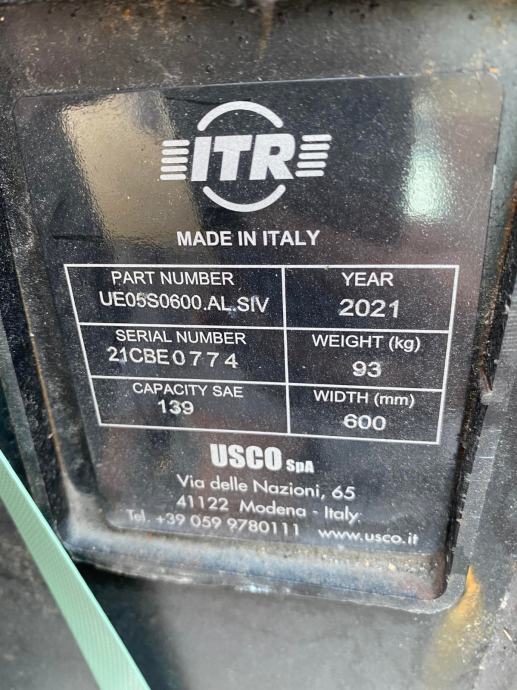 ITR
MADE IN ITALY
PART NUMBER
UE05S0600.AL.SIV
YEAR
2021
SERIAL NUMBER
21CBE0774
WEIGHT (kg)
93
CAPACITY SAE
139
WIDTH (mm)
600
USCO SpA
Via delle Nazioni, 65
41122 Modena - Italy
Tel. +39 059 9780111 www.usco.it